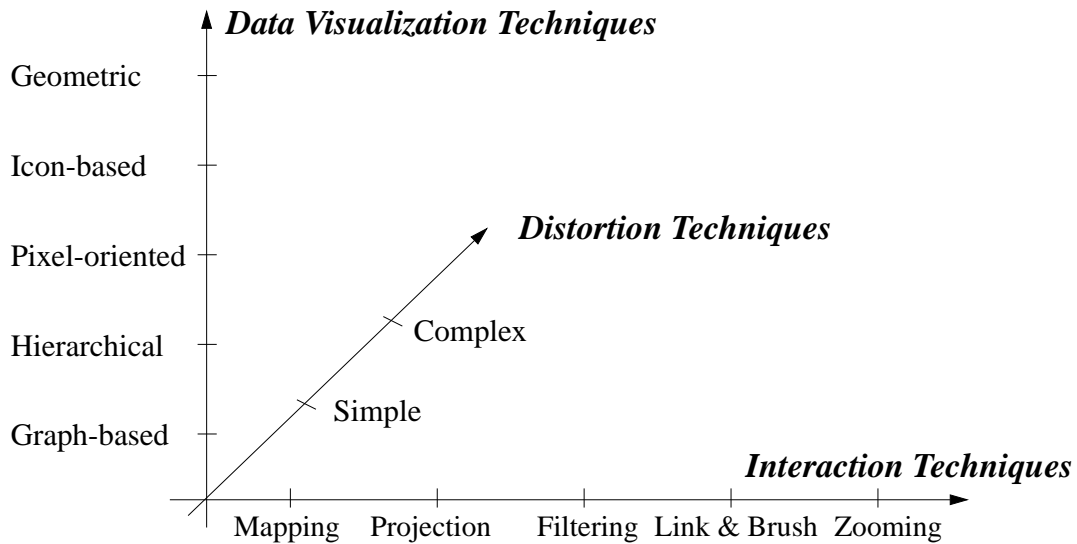 Data Visualization Techniques
Geometric
Icon-based
Distortion Techniques
Pixel-oriented
Complex
Hierarchical
Simple
Graph-based
Interaction Techniques
Mapping Projection Filtering Link & Brush Zooming